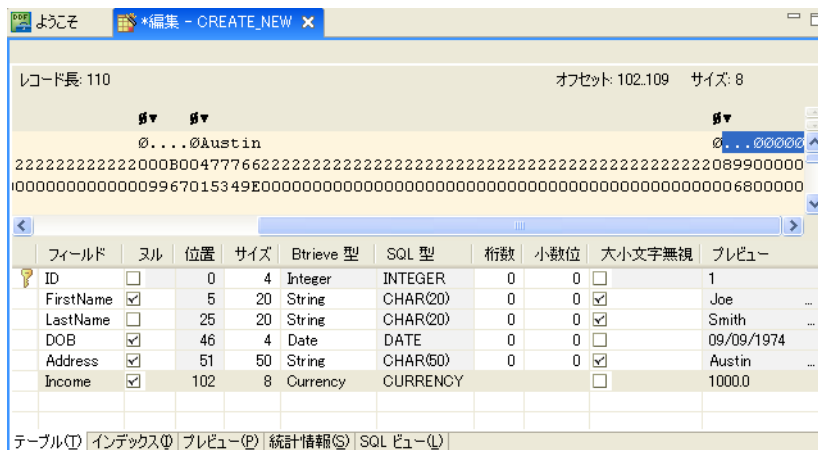 ようこそ
*編集 - CREATE_NEW
レコード長: 110 オフセット: 102..109 サイズ: 8
Ø▼ Ø▼ Ø▼
Ø....ØAustin Ø...ØØØØØ
フィールド ヌル 位置 サイズ Btrieve 型 SQL 型 桁数 小数位 大小文字無視 プレビュー
ID 0 4 Integer INTEGER 0 0 1
FirstName 5 20 String CHAR(20) 0 0 Joe ...
LastName 25 20 String CHAR(20) 0 0 Smith ...
DOB 46 4 Date DATE 0 0 09/09/1974
Address 51 50 String CHAR(50) 0 0 Austin ...
Income 102 8 Currency CURRENCY 1000.0
テーブル(T) インデックス(I) プレビュー(P) 統計情報(S) SQL ビュー(L)